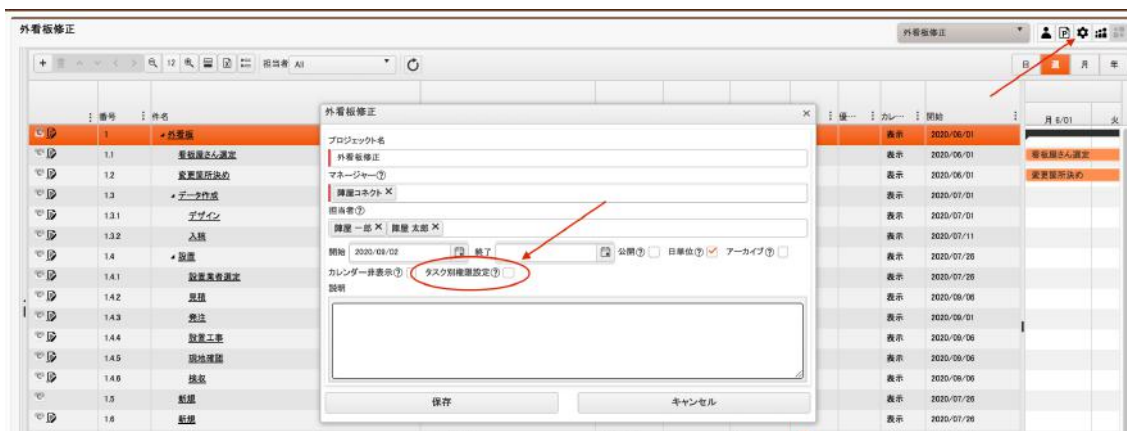 外看板修正
外看板修正
12 担当者 All
日 週 月 年
番号 件名 優… カレ… 開始 月 6/01 火
1 外看板 表示 2020/06/01
1.1 看板屋さん選定 表示 2020/06/01 看板屋さん選定
1.2 変更箇所決め 表示 2020/06/01 変更箇所決め
1.3 データ作成 表示 2020/07/01
1.3.1 デザイン 表示 2020/07/01
1.3.2 入稿 表示 2020/07/11
1.4 設置 表示 2020/07/26
1.4.1 設置業者選定 表示 2020/07/26
1.4.2 見積 表示 2020/09/06
1.4.3 発注 表示 2020/09/01
1.4.4 設置工事 表示 2020/09/06
1.4.5 現地確認 表示 2020/09/06
1.4.6 検収 表示 2020/09/06
1.5 新規 表示 2020/07/26
1.6 新規 表示 2020/07/26
外看板修正
プロジェクト名
外看板修正
マネージャー
陣屋コネクト
担当者
陣屋 一郎 陣屋 太郎
開始 2020/09/02 終了 公開 日単位 アーカイブ
カレンダー非表示 タスク別権限設定
説明
保存 キャンセル